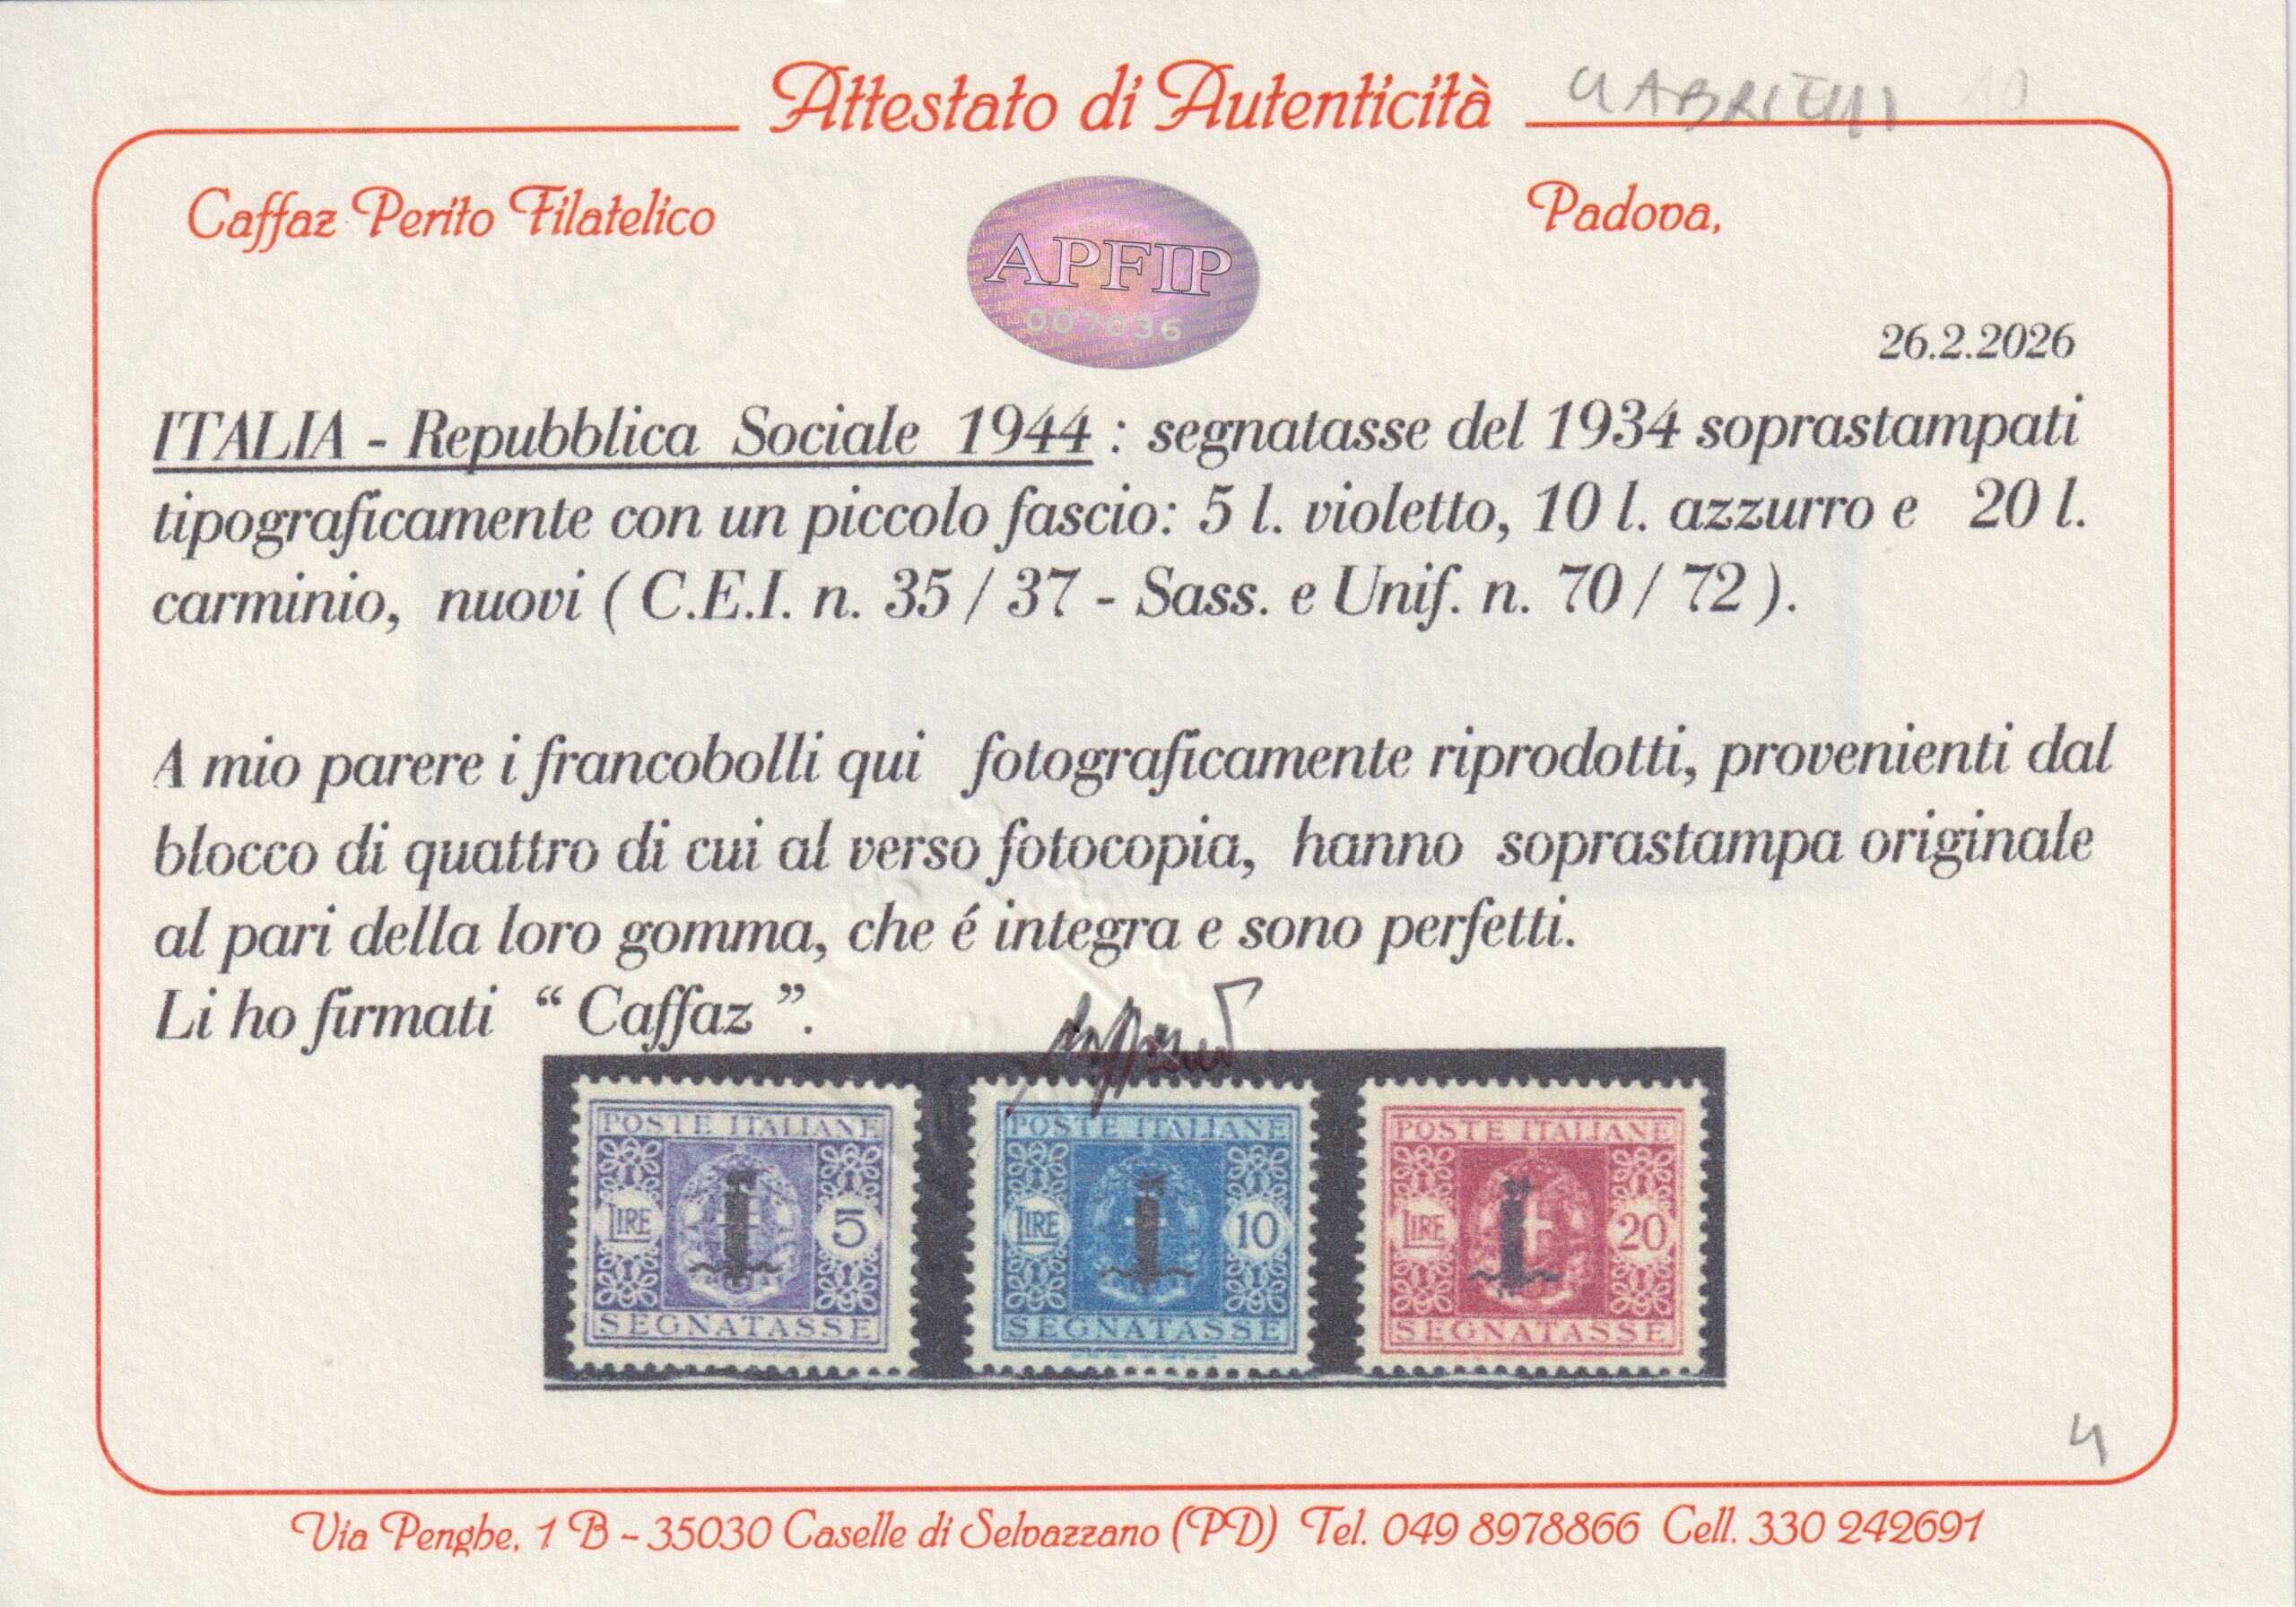 Attestato di Autenticità
Caffaz Perito Filatelico
APFIP
007036
Padova,
26.2.2026
ITALIA - Repubblica Sociale 1944 : segnatasse del 1934 soprastampati
tipograficamente con un piccolo fascio: 5 l. violetto, 10 l. azzurro e 20 l.
carminio, nuovi ( C.E.I. n. 35 / 37 - Sass. e Unif. n. 70 / 72 ).
A mio parere i francobolli qui fotograficamente riprodotti, provenienti dal
blocco di quattro di cui al verso fotocopia, hanno soprastampa originale
al pari della loro gomma, che é integra e sono perfetti.
Li ho firmati “ Caffaz ”.
POSTE ITALIANE
LIRE 5
SEGNATASSE
POSTE ITALIANE
LIRE 10
SEGNATASSE
POSTE ITALIANE
LIRE 20
SEGNATASSE
4
Via Penghe, 1 B - 35030 Caselle di Selvazzano (PD) Tel. 049 8978866 Cell. 330 242691